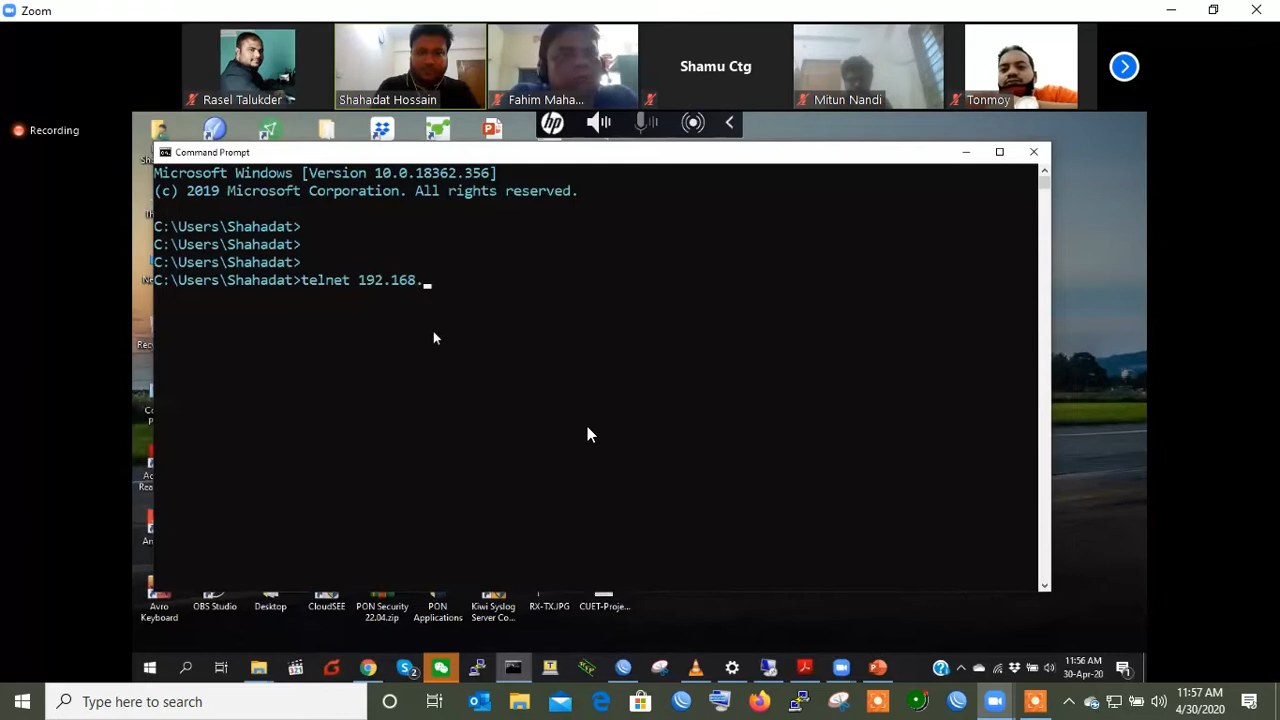 Zoom
Rasel Talukder
Shahadat Hossain
Fahim Maha...
Shamu Ctg
Mitun Nandi
Tonmoy
Recording
hp
Command Prompt
Microsoft Windows [Version 10.0.18362.356]
(c) 2019 Microsoft Corporation. All rights reserved.
C:\Users\Shahadat>
C:\Users\Shahadat>
C:\Users\Shahadat>
C:\Users\Shahadat>telnet 192.168._
Avro Keyboard
OBS Studio
Desktop
CloudSEE
PON Security 22.04.zip
PON Applications
Kiwi Syslog Server Co...
RX-TX.JPG
CUET-Proje...
11:56 AM
30-Apr-20
Type here to search
11:57 AM
4/30/2020